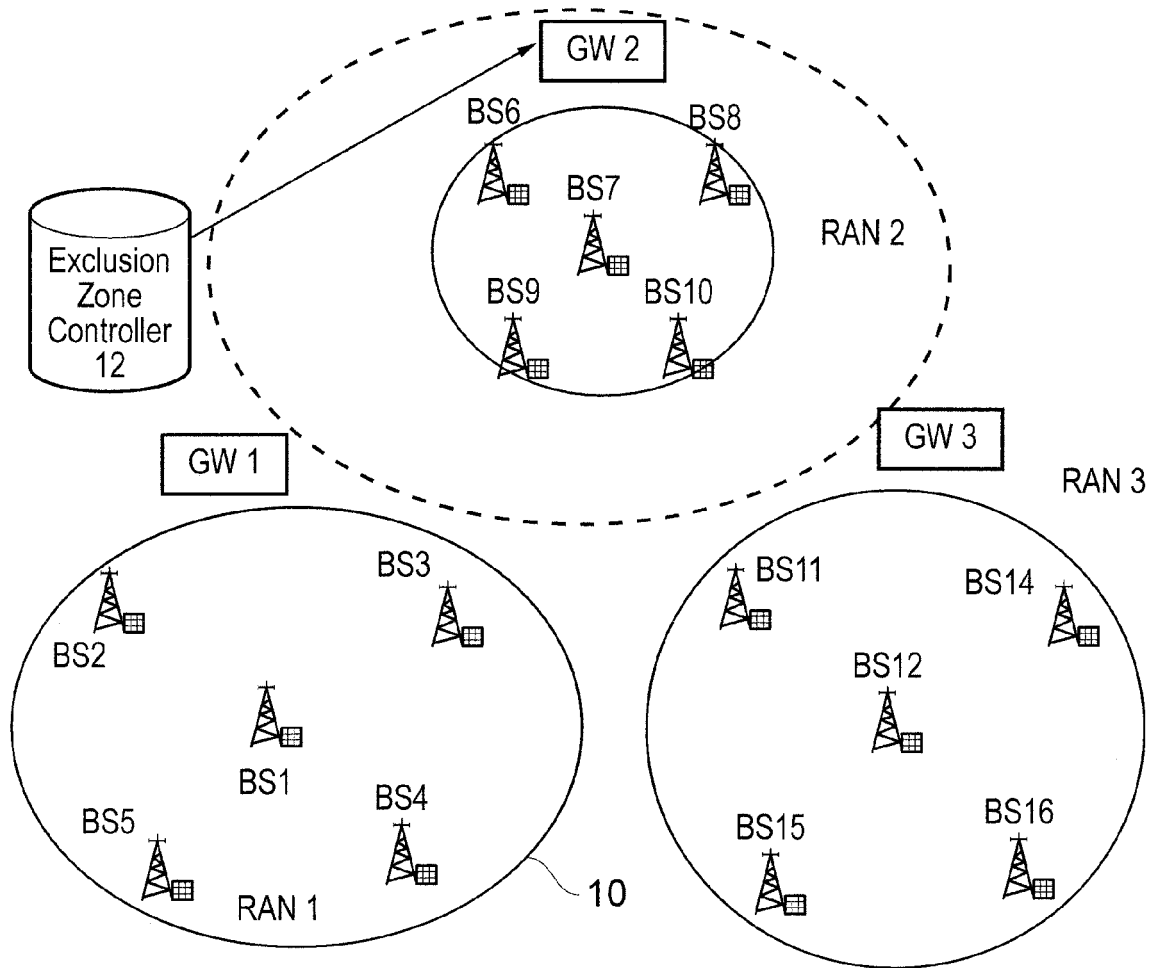 GW 2
BS6
BS8
BS7
RAN 2
Exclusion
Zone
Controller
12
BS9
BS10
GW 1
GW 3
RAN 3
BS3
BS11
BS14
BS2
BS12
BS1
BS4
BS5
BS15
BS16
10
RAN 1